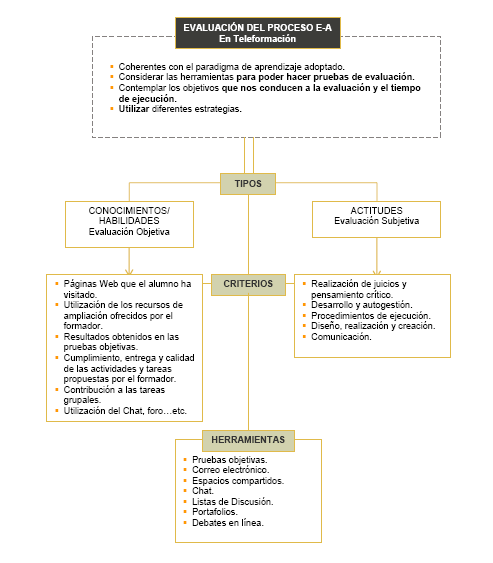 EVALUACIÓN DEL PROCESO E-A
En Teleformación
Coherentes con el paradigma de aprendizaje adoptado.
Considerar las herramientas para poder hacer pruebas de evaluación.
Contemplar los objetivos que nos conducen a la evaluación y el tiempo
de ejecución.
Utilizar diferentes estrategias.
TIPOS
CONOCIMIENTOS/
HABILIDADES
Evaluación Objetiva
ACTITUDES
Evaluación Subjetiva
CRITERIOS
Páginas Web que el alumno ha
visitado.
Utilización de los recursos de
ampliación ofrecidos por el
formador.
Resultados obtenidos en las
pruebas objetivas.
Cumplimiento, entrega y calidad
de las actividades y tareas
propuestas por el formador.
Contribución a las tareas
grupales.
Utilización del Chat, foro…etc.
Realización de juicios y
pensamiento crítico.
Desarrollo y autogestión.
Procedimientos de ejecución.
Diseño, realización y creación.
Comunicación.
HERRAMIENTAS
Pruebas objetivas.
Correo electrónico.
Espacios compartidos.
Chat.
Listas de Discusión.
Portafolios.
Debates en línea.